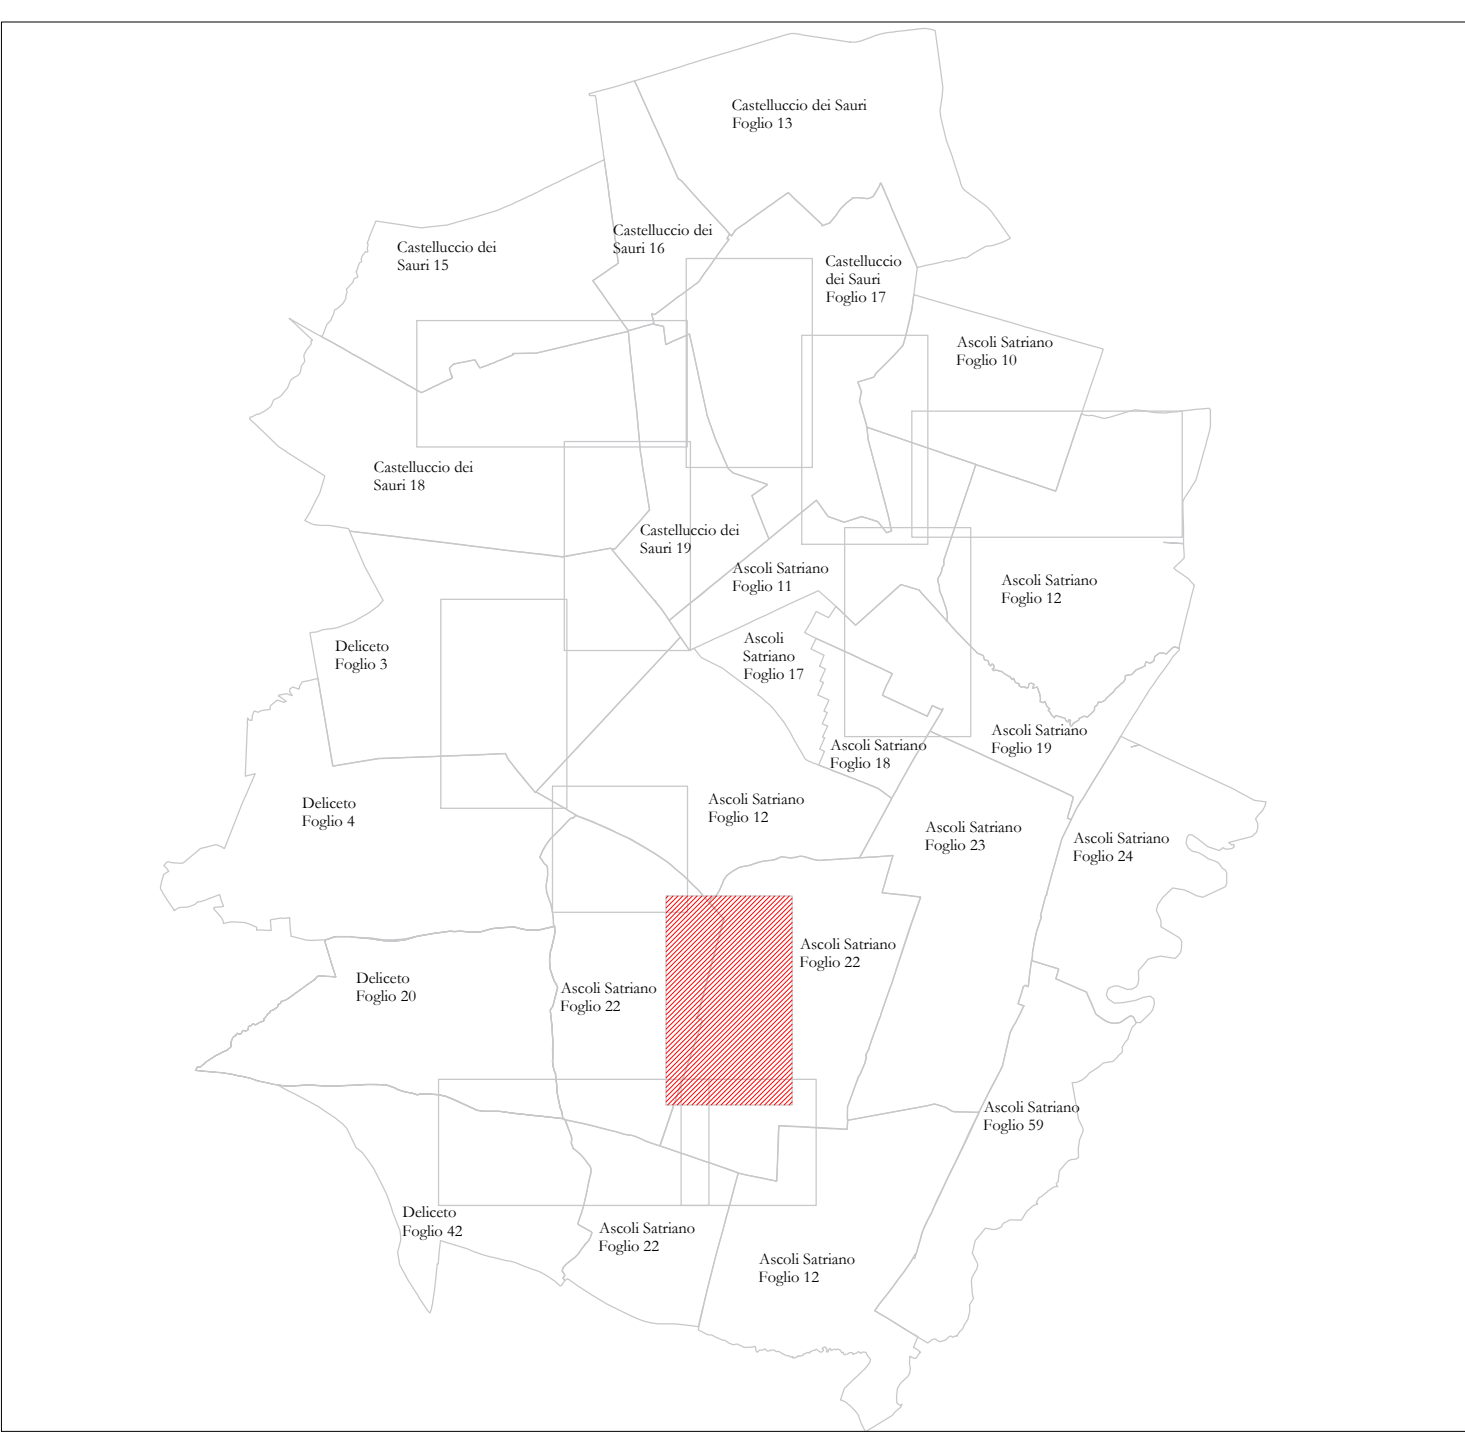 Castelluccio dei Sauri
Foglio 13
Castelluccio dei
Sauri 16
Castelluccio dei
Sauri 15
Castelluccio
dei Sauri
Foglio 17
Ascoli Satriano
Foglio 10
Castelluccio dei
Sauri 18
Castelluccio dei
Sauri 19
Ascoli Satriano
Foglio 11
Ascoli Satriano
Foglio 12
Deliceto
Foglio 3
Ascoli
Satriano
Foglio 17
Ascoli Satriano
Foglio 18
Ascoli Satriano
Foglio 19
Deliceto
Foglio 4
Ascoli Satriano
Foglio 12
Ascoli Satriano
Foglio 23
Ascoli Satriano
Foglio 24
Ascoli Satriano
Foglio 22
Deliceto
Foglio 20
Ascoli Satriano
Foglio 22
Ascoli Satriano
Foglio 59
Deliceto
Foglio 42
Ascoli Satriano
Foglio 22
Ascoli Satriano
Foglio 12